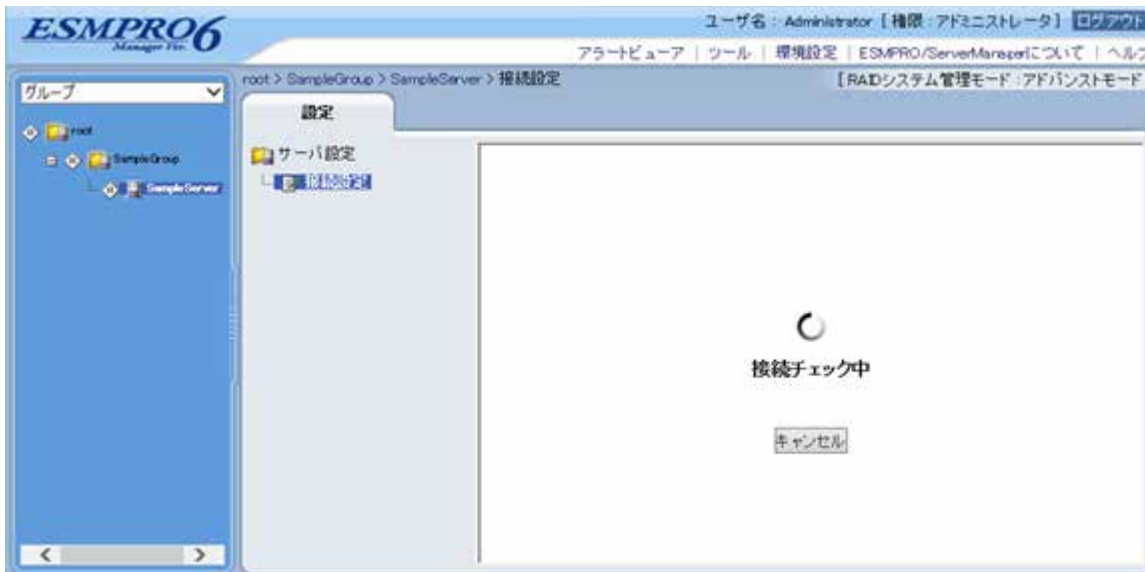 ESMPRO6
Manager Ver.
ユーザ名 : Administrator [ 権限 : アドミニストレータ ] ログアウト
アラートビューア | ツール | 環境設定 | ESMPRO/ServerManagerについて | ヘルプ
グループ
root > SampleGroup > SampleServer > 接続設定
[ RAIDシステム管理モード : アドバンストモード
root
SampleGroup
SampleServer
設定
サーバ設定
接続設定
接続チェック中
キャンセル